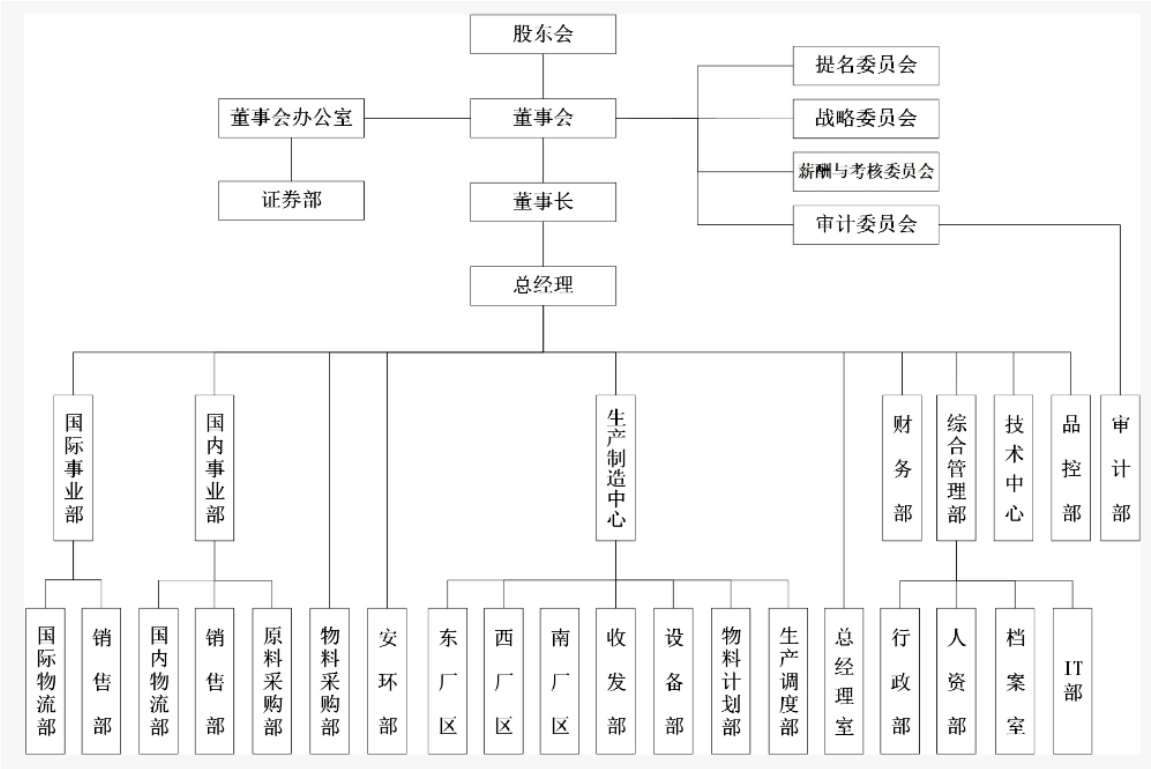 股东会
提名委员会
董事会办公室
董事会
战略委员会
薪酬与考核委员会
证券部
董事长
审计委员会
总经理
国际事业部
国内事业部
生产制造中心
财务部
综合管理部
技术中心
品控部
审计部
国际物流部
销售部
国内物流部
销售部
原料采购部
物料采购部
安环部
东厂区
西厂区
南厂区
收发部
设备部
物料计划部
生产调度部
总经理室
行政部
人资部
档案室
IT部